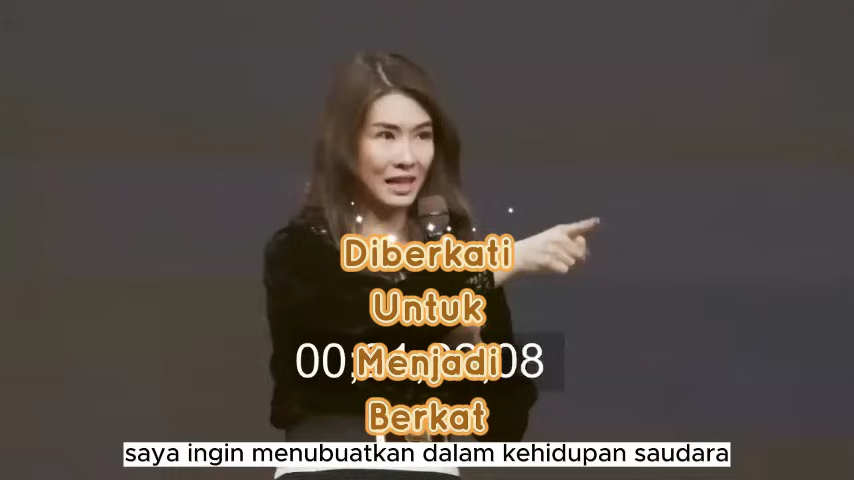 Diberkati
Untuk
Menjadi
Berkat
saya ingin menubuatkan dalam kehidupan saudara